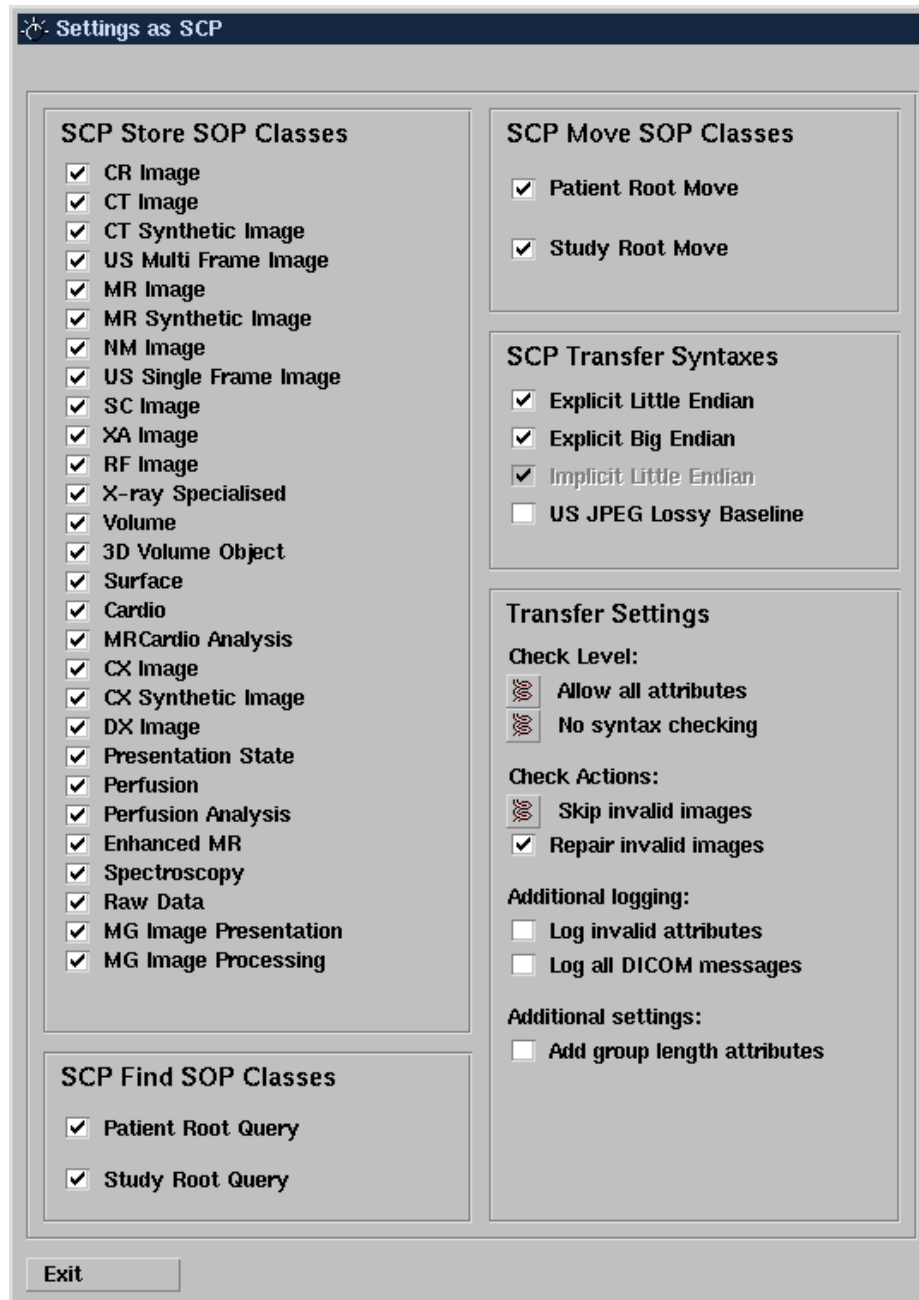 Settings as SCP
SCP Store SOP Classes
CR Image
CT Image
CT Synthetic Image
US Multi Frame Image
MR Image
MR Synthetic Image
NM Image
US Single Frame Image
SC Image
XA Image
RF Image
X-ray Specialised
Volume
3D Volume Object
Surface
Cardio
MRCardio Analysis
CX Image
CX Synthetic Image
DX Image
Presentation State
Perfusion
Perfusion Analysis
Enhanced MR
Spectroscopy
Raw Data
MG Image Presentation
MG Image Processing
SCP Find SOP Classes
Patient Root Query
Study Root Query
SCP Move SOP Classes
Patient Root Move
Study Root Move
SCP Transfer Syntaxes
Explicit Little Endian
Explicit Big Endian
Implicit Little Endian
US JPEG Lossy Baseline
Transfer Settings
Check Level:
Allow all attributes
No syntax checking
Check Actions:
Skip invalid images
Repair invalid images
Additional logging:
Log invalid attributes
Log all DICOM messages
Additional settings:
Add group length attributes
Exit